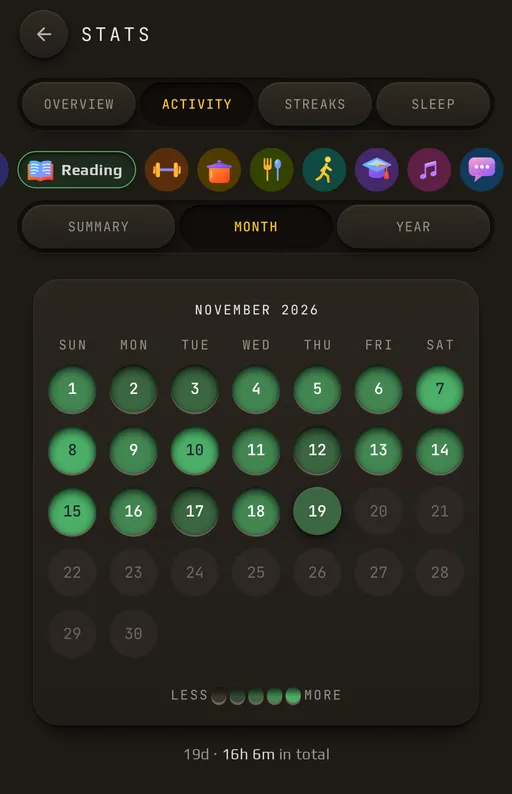 STATS
OVERVIEW ACTIVITY STREAKS SLEEP
Reading
SUMMARY MONTH YEAR
NOVEMBER 2026
SUN MON TUE WED THU FRI SAT
1 2 3 4 5 6 7
8 9 10 11 12 13 14
15 16 17 18 19 20 21
22 23 24 25 26 27 28
29 30
LESS MORE
19d · 16h 6m in total